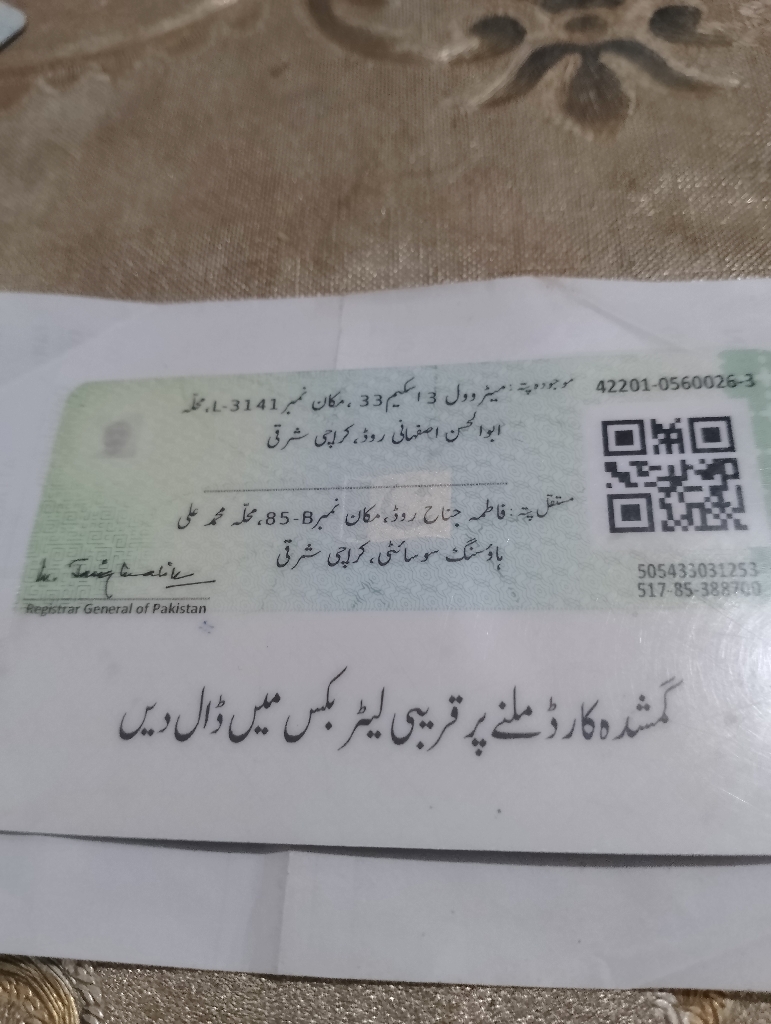 موجودہ پتہ: میٹروول 3 اسکیم 33، مکان نمبر L-3141، محلّہ
ابوالحسن اصفہانی روڈ، کراچی شرقی
42201-0560026-3
مستقل پتہ: فاطمہ جناح روڈ، مکان نمبر 85-B، محلّہ محمد علی
ہاؤسنگ سوسائٹی، کراچی شرقی
505433031253
517-85-388700
Registrar General of Pakistan
گمشدہ کارڈ ملنے پر قریبی لیٹر بکس میں ڈال دیں